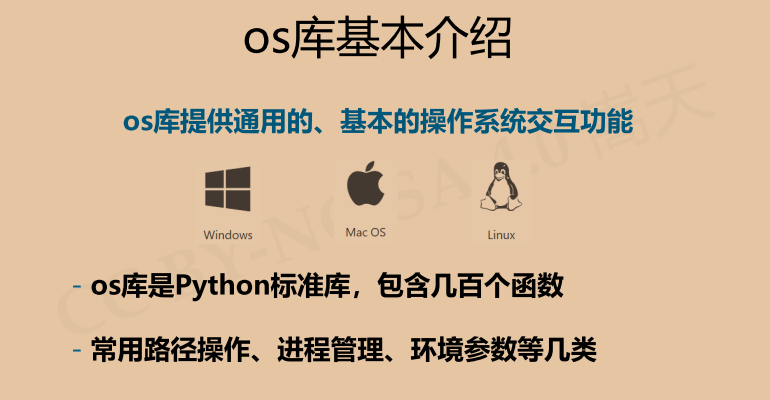 os库基本介绍
os库提供通用的、基本的操作系统交互功能
Windows
Mac OS
Linux
- os库是Python标准库，包含几百个函数
- 常用路径操作、进程管理、环境参数等几类
CC BY-NC-SA 4.0 嵩天